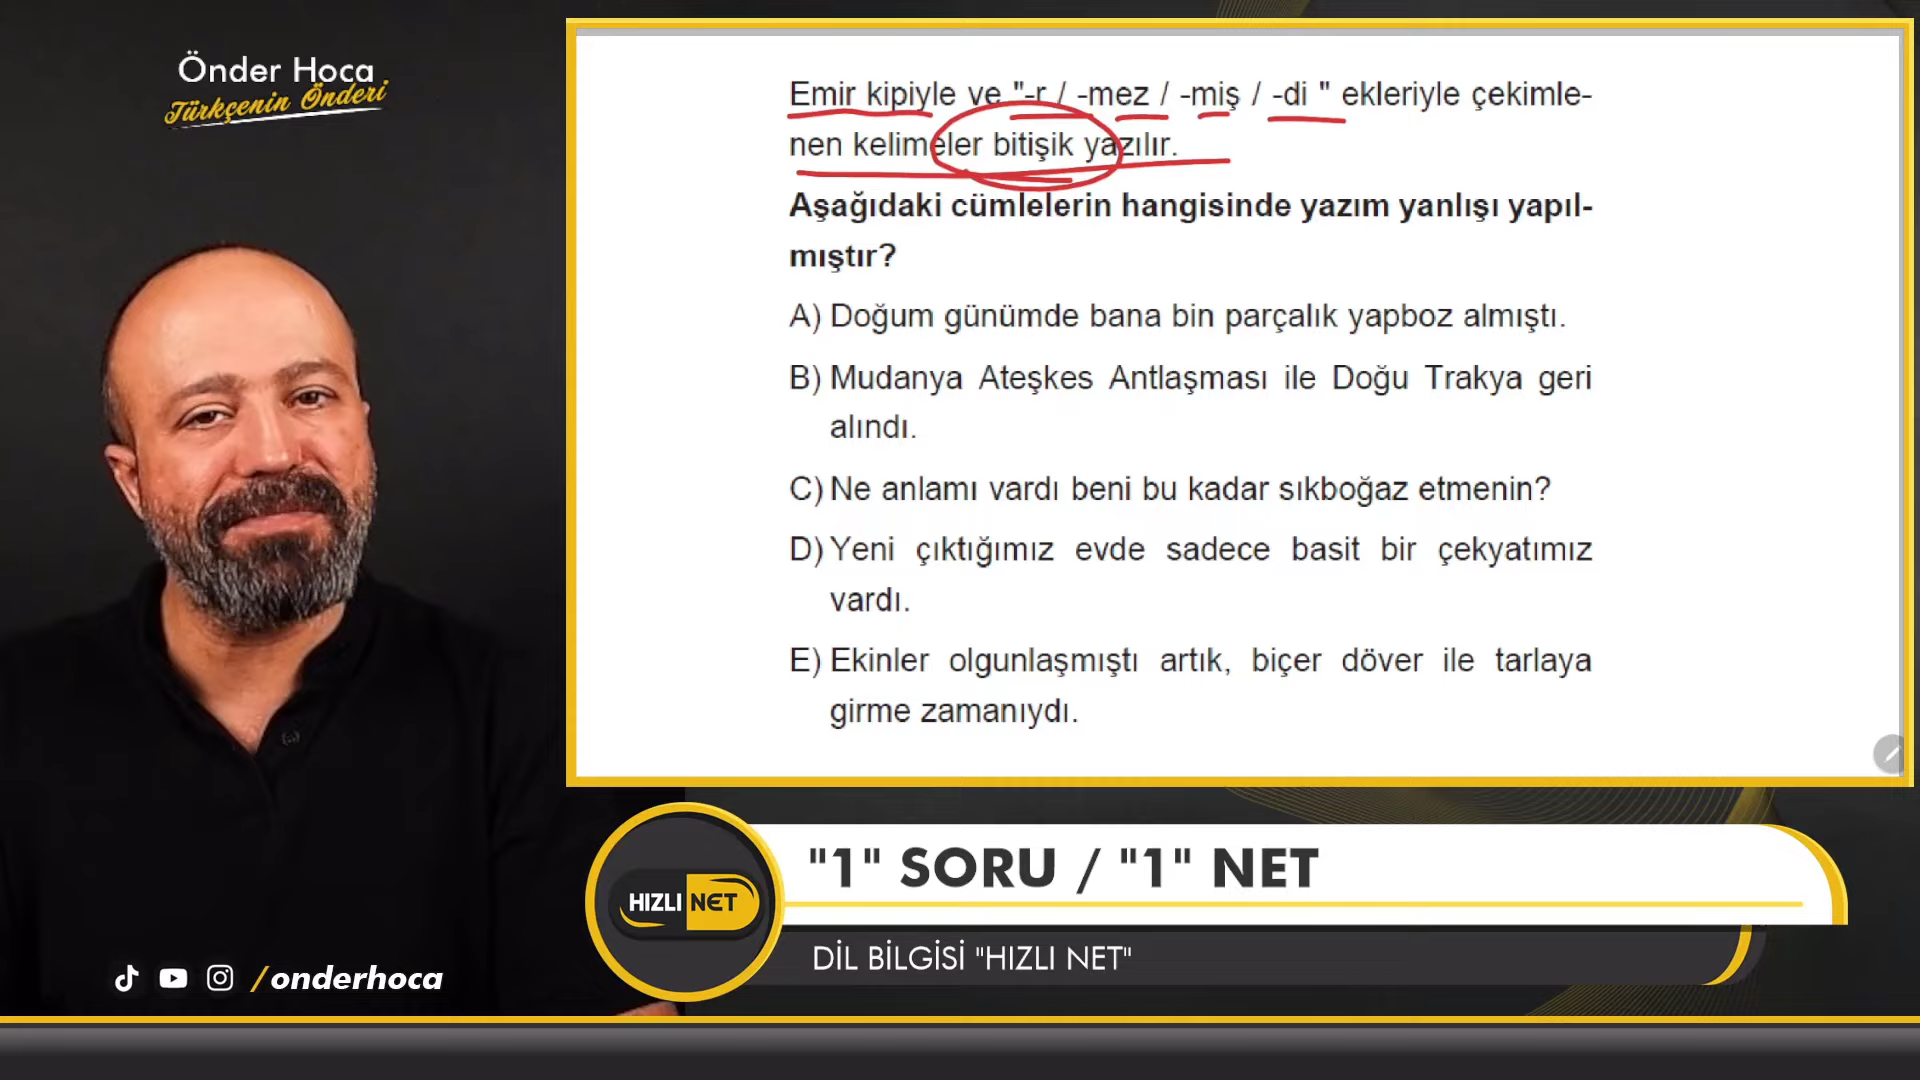 Önder Hoca
Türkçenin Önderi
Emir kipiyle ve "-r / -mez / -miş / -di " ekleriyle çekimle-
nen kelimeler bitişik yazılır.
Aşağıdaki cümlelerin hangisinde yazım yanlışı yapıl-
mıştır?
A) Doğum günümde bana bin parçalık yapboz almıştı.
B) Mudanya Ateşkes Antlaşması ile Doğu Trakya geri
alındı.
C) Ne anlamı vardı beni bu kadar sıkboğaz etmenin?
D) Yeni çıktığımız evde sadece basit bir çekyatımız
vardı.
E) Ekinler olgunlaşmıştı artık, biçer döver ile tarlaya
girme zamanıydı.
"1" SORU / "1" NET
HIZLI NET
DİL BİLGİSİ "HIZLI NET"
/onderhoca